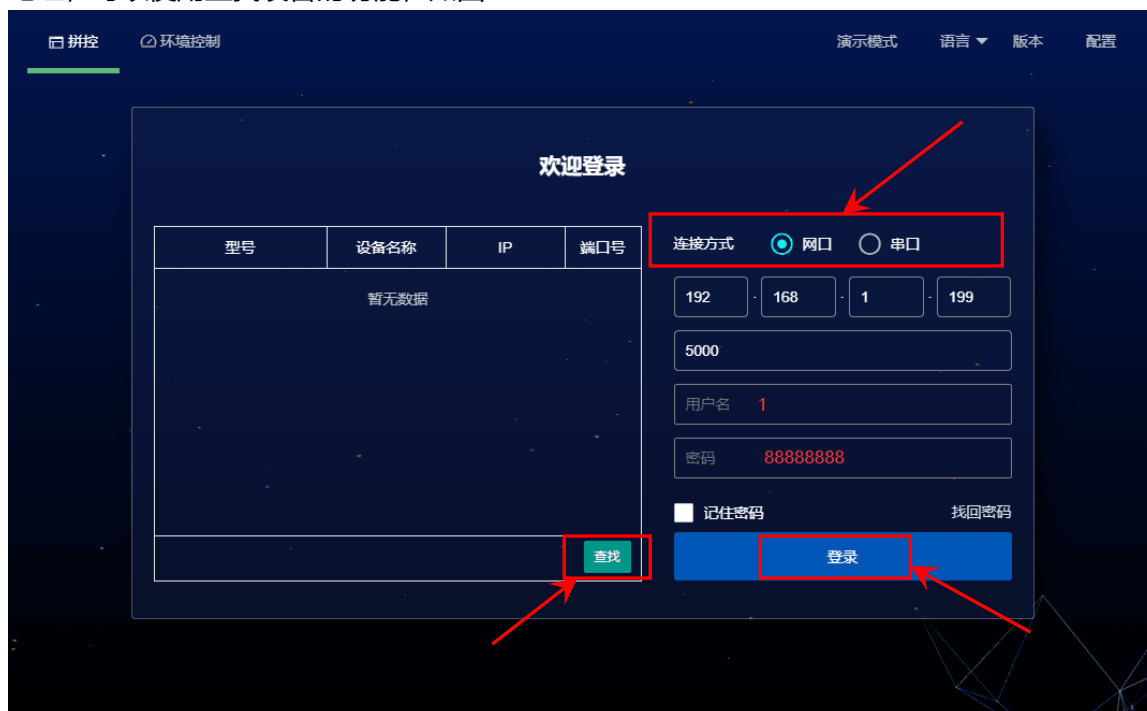 拼控 环境控制 演示模式 语言 版本 配置
欢迎登录
型号 设备名称 IP 端口号
暂无数据
查找
连接方式 网口 串口
192 · 168 · 1 · 199
5000
用户名 1
密码 88888888
记住密码 找回密码
登录